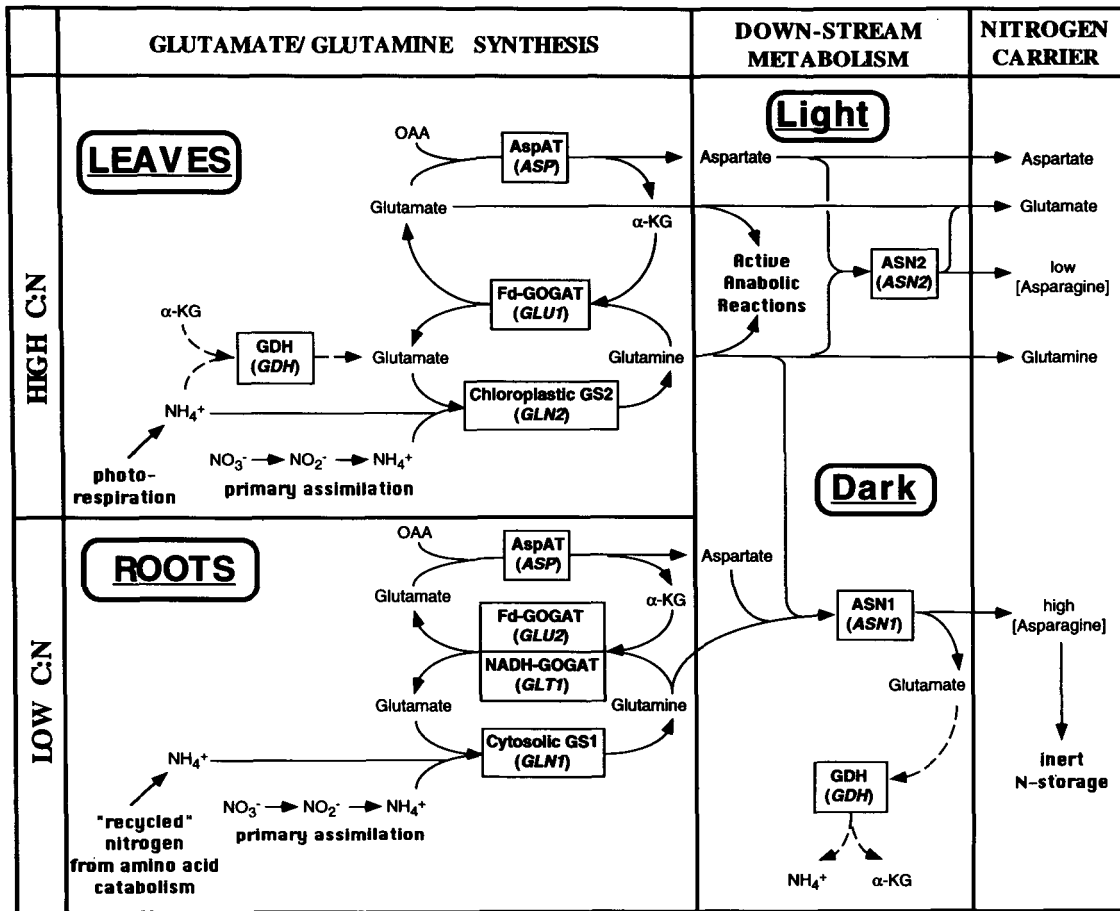 GLUTAMATE/ GLUTAMINE SYNTHESIS
DOWN-STREAM
METABOLISM
NITROGEN
CARRIER
HIGH C:N
LEAVES
Light
OAA
AspAT
(ASP)
Aspartate
Aspartate
Glutamate
α-KG
Glutamate
Active
Anabolic
Reactions
ASN2
(ASN2)
low
[Asparagine]
Fd-GOGAT
(GLU1)
α-KG
GDH
(GDH)
Glutamate
Glutamine
Glutamine
Chloroplastic GS2
(GLN2)
NH₄⁺
NO₃⁻ NO₂⁻ NH₄⁺
photo-
respiration
primary assimilation
Dark
LOW C:N
ROOTS
OAA
AspAT
(ASP)
Aspartate
Glutamate
α-KG
Fd-GOGAT
(GLU2)
NADH-GOGAT
(GLT1)
ASN1
(ASN1)
high
[Asparagine]
Glutamate
Glutamine
Glutamate
Cytosolic GS1
(GLN1)
NH₄⁺
NO₃⁻ NO₂⁻ NH₄⁺
primary assimilation
"recycled"
nitrogen
from amino acid
catabolism
GDH
(GDH)
NH₄⁺ α-KG
inert
N-storage